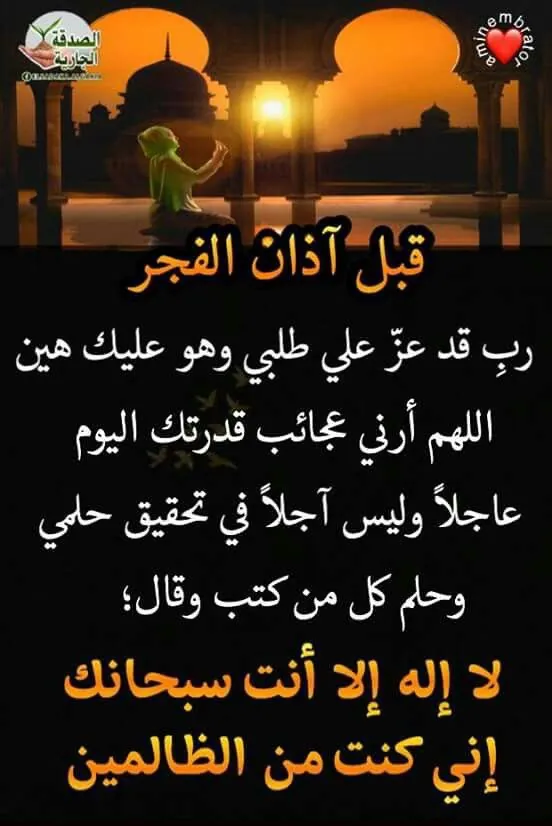 الصدقة
الجارية
aminembrator
قبل آذان الفجر
ربِ قد عزّ علي طلبي وهو عليك هين
اللهم أرني عجائب قدرتك اليوم
عاجلاً وليس آجلاً في تحقيق حلمي
وحلم كل من كتب وقال؛
لا إله إلا أنت سبحانك
إني كنت من الظالمين